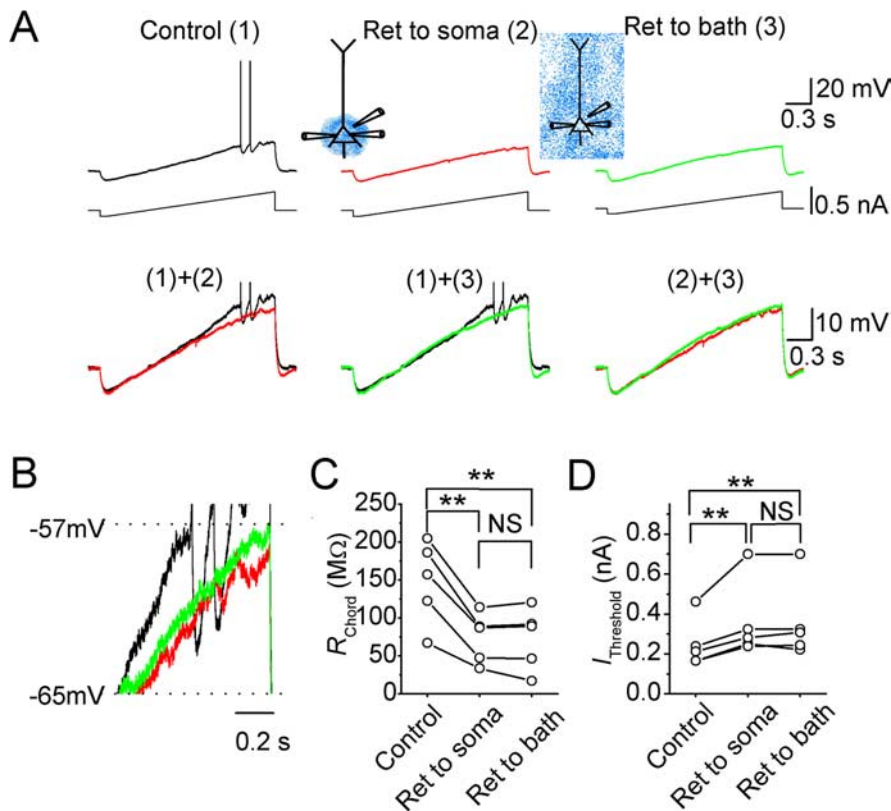 A
Control (1)
Ret to soma (2)
Ret to bath (3)
20 mV
0.3 s
0.5 nA
(1)+(2)
(1)+(3)
(2)+(3)
10 mV
0.3 s
B
-57mV
-65mV
0.2 s
C
**
**
NS
250
200
150
100
50
0
R Chord (MΩ)
Control
Ret to soma
Ret to bath
D
**
**
NS
0.8
0.6
0.4
0.2
0.0
I Threshold (nA)
Control
Ret to soma
Ret to bath